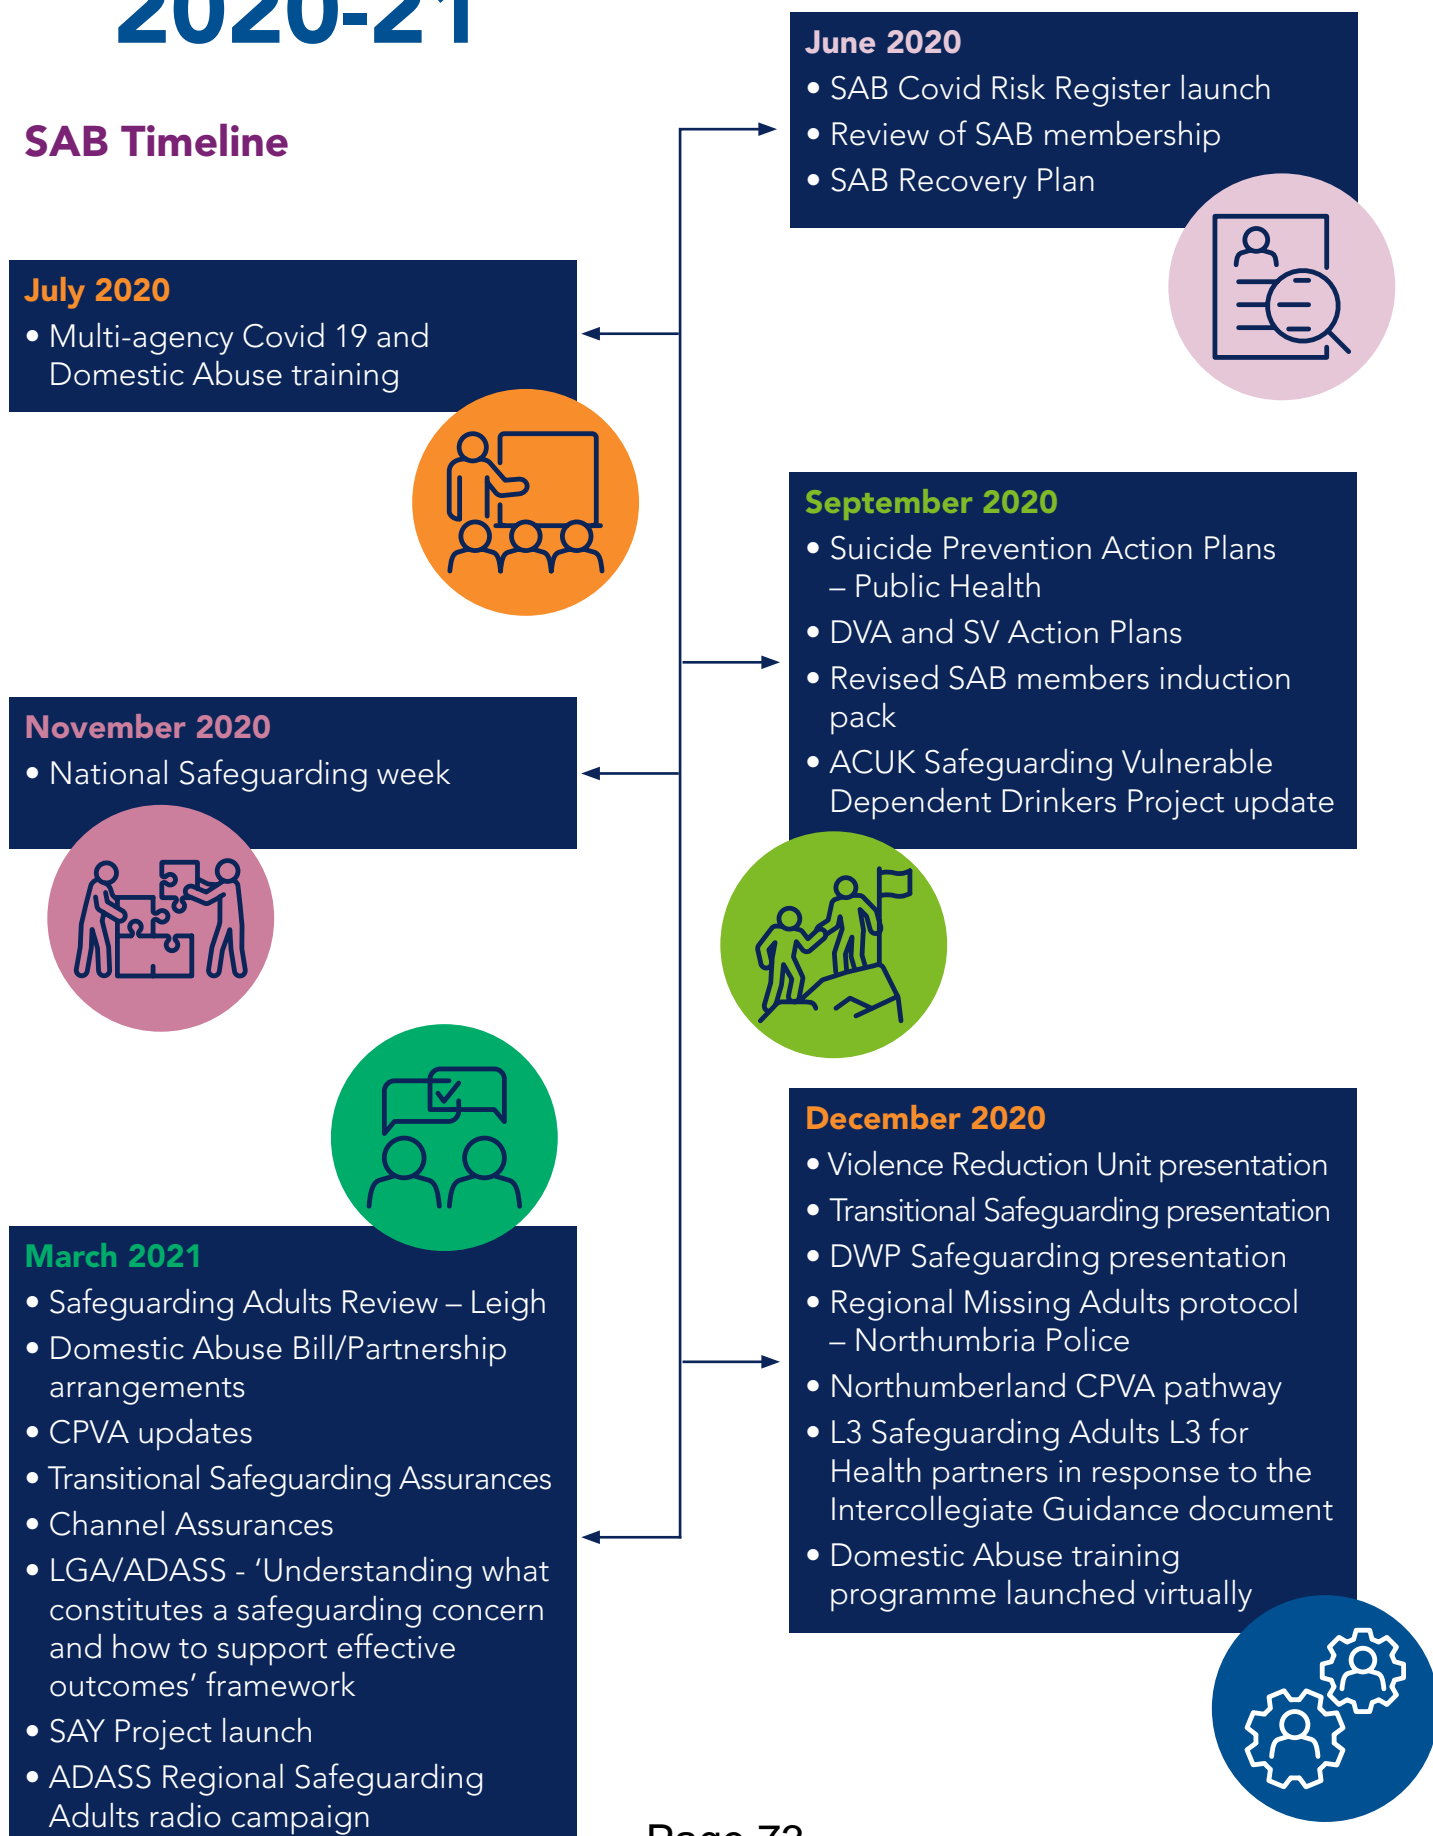 2020-21
SAB Timeline
June 2020
• SAB Covid Risk Register launch
• Review of SAB membership
• SAB Recovery Plan
July 2020
• Multi-agency Covid 19 and
Domestic Abuse training
September 2020
• Suicide Prevention Action Plans
– Public Health
• DVA and SV Action Plans
• Revised SAB members induction
pack
• ACUK Safeguarding Vulnerable
Dependent Drinkers Project update
November 2020
• National Safeguarding week
December 2020
• Violence Reduction Unit presentation
• Transitional Safeguarding presentation
• DWP Safeguarding presentation
• Regional Missing Adults protocol
– Northumbria Police
• Northumberland CPVA pathway
• L3 Safeguarding Adults L3 for
Health partners in response to the
Intercollegiate Guidance document
• Domestic Abuse training
programme launched virtually
March 2021
• Safeguarding Adults Review – Leigh
• Domestic Abuse Bill/Partnership
arrangements
• CPVA updates
• Transitional Safeguarding Assurances
• Channel Assurances
• LGA/ADASS - ‘Understanding what
constitutes a safeguarding concern
and how to support effective
outcomes’ framework
• SAY Project launch
• ADASS Regional Safeguarding
Adults radio campaign
Page 73